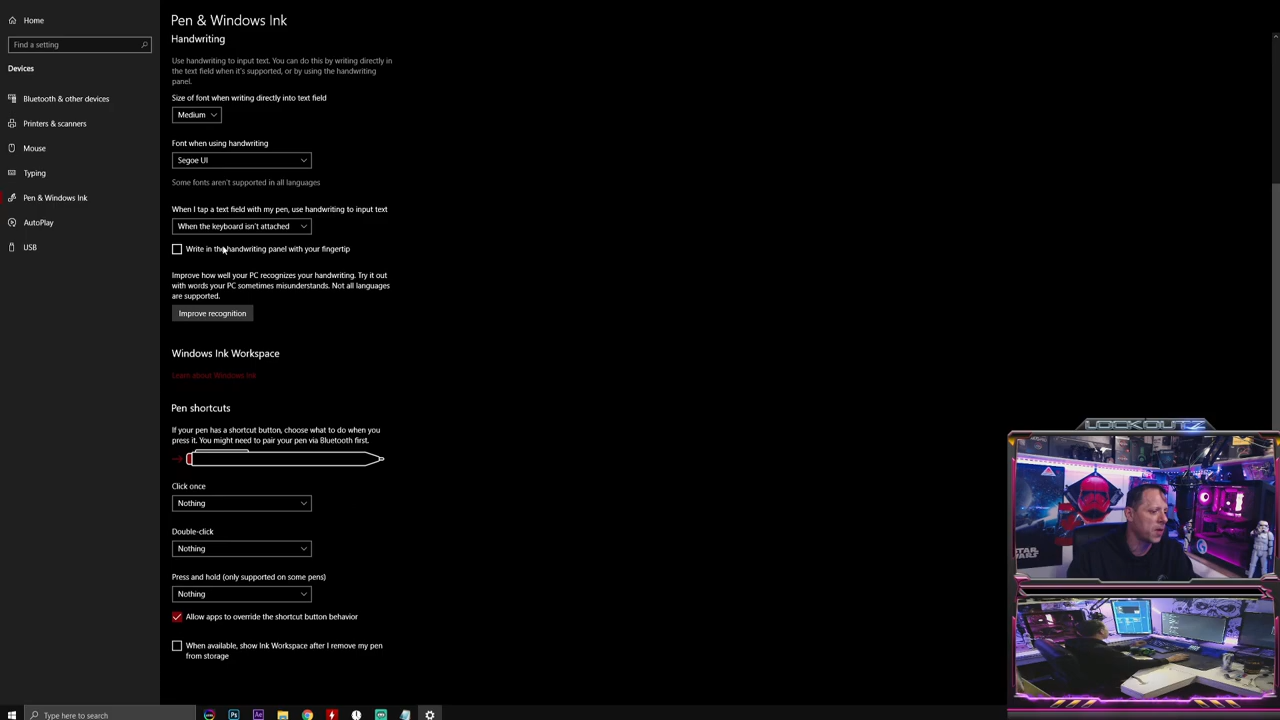 Home
Find a setting
Devices
Bluetooth & other devices
Printers & scanners
Mouse
Typing
Pen & Windows Ink
AutoPlay
USB
Pen & Windows Ink
Handwriting
Use handwriting to input text. You can do this by writing directly in
the text field when it's supported, or by using the handwriting
panel.
Size of font when writing directly into text field
Medium
Font when using handwriting
Segoe UI
Some fonts aren't supported in all languages
When I tap a text field with my pen, use handwriting to input text
When the keyboard isn't attached
Write in the handwriting panel with your fingertip
Improve how well your PC recognizes your handwriting. Try it out
with words your PC sometimes misunderstands. Not all languages
are supported.
Improve recognition
Windows Ink Workspace
Learn about Windows Ink
Pen shortcuts
If your pen has a shortcut button, choose what to do when you
press it. You might need to pair your pen via Bluetooth first.
Click once
Nothing
Double-click
Nothing
Press and hold (only supported on some pens)
Nothing
Allow apps to override the shortcut button behavior
When available, show Ink Workspace after I remove my pen
from storage
LOCKOUTZ
STAR
WARS
Type here to search
Ps
Ae